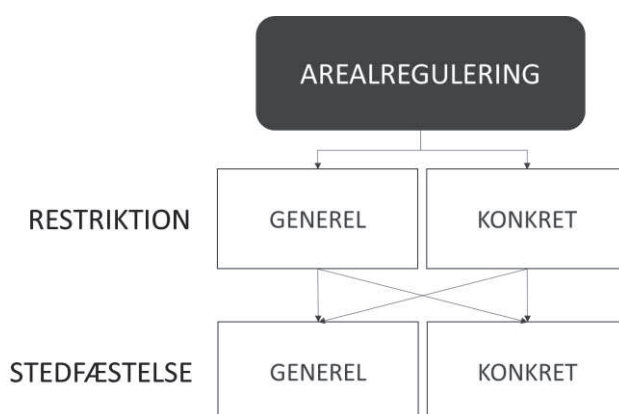 AREALREGULERING
RESTRIKTION
GENEREL
KONKRET
STEDFÆSTELSE
GENEREL
KONKRET